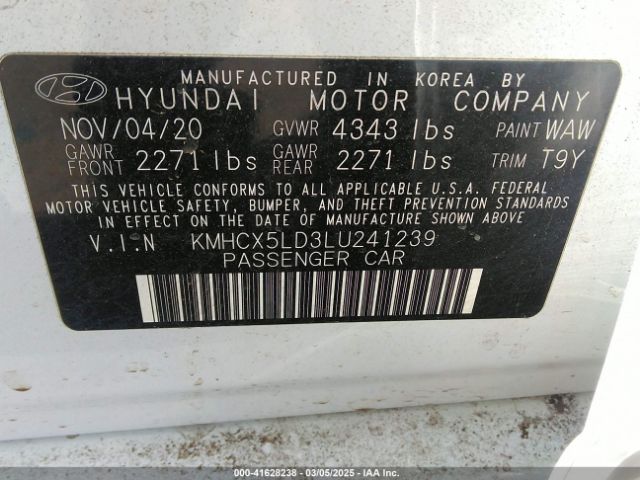 MANUFACTURED IN KOREA BY
HYUNDAI MOTOR COMPANY
NOV/04/20 GVWR 4343 lbs PAINT WAW
GAWR FRONT 2271 lbs GAWR REAR 2271 lbs TRIM T9Y
THIS VEHICLE CONFORMS TO ALL APPLICABLE U.S.A. FEDERAL
MOTOR VEHICLE SAFETY, BUMPER, AND THEFT PREVENTION STANDARDS
IN EFFECT ON THE DATE OF MANUFACTURE SHOWN ABOVE
V.I.N KMHCX5LD3LU241239
PASSENGER CAR
000-41628238 - 03/05/2025 - IAA Inc.